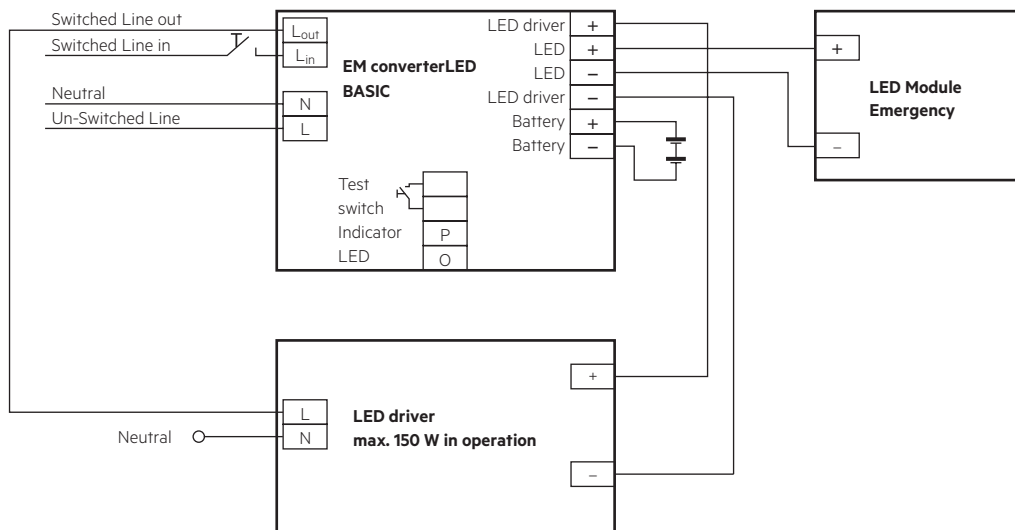 Switched Line out
Switched Line in
Neutral
Un-Switched Line
Lout
Lin
N
L
EM converterLED
BASIC
LED driver +
LED +
LED −
LED driver −
Battery +
Battery −
Test
switch
Indicator P
LED O
+
−
LED Module
Emergency
L
N
Neutral
LED driver
max. 150 W in operation
+
−